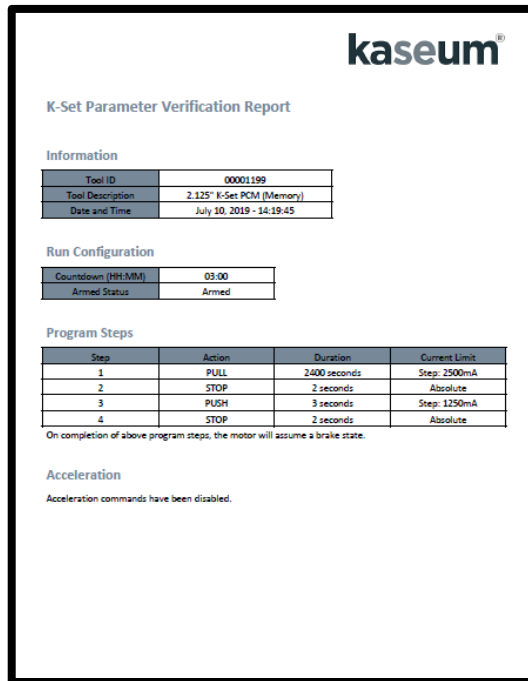 kaseum®
K-Set Parameter Verification Report
Information
Tool ID 00001199
Tool Description 2.125" K-Set PCM (Memory)
Date and Time July 10, 2019 - 14:19:45
Run Configuration
Countdown (HH:MM) 03:00
Armed Status Armed
Program Steps
Step Action Duration Current Limit
1 PULL 2400 seconds Step: 2500mA
2 STOP 2 seconds Absolute
3 PUSH 3 seconds Step: 1250mA
4 STOP 2 seconds Absolute
On completion of above program steps, the motor will assume a brake state.
Acceleration
Acceleration commands have been disabled.